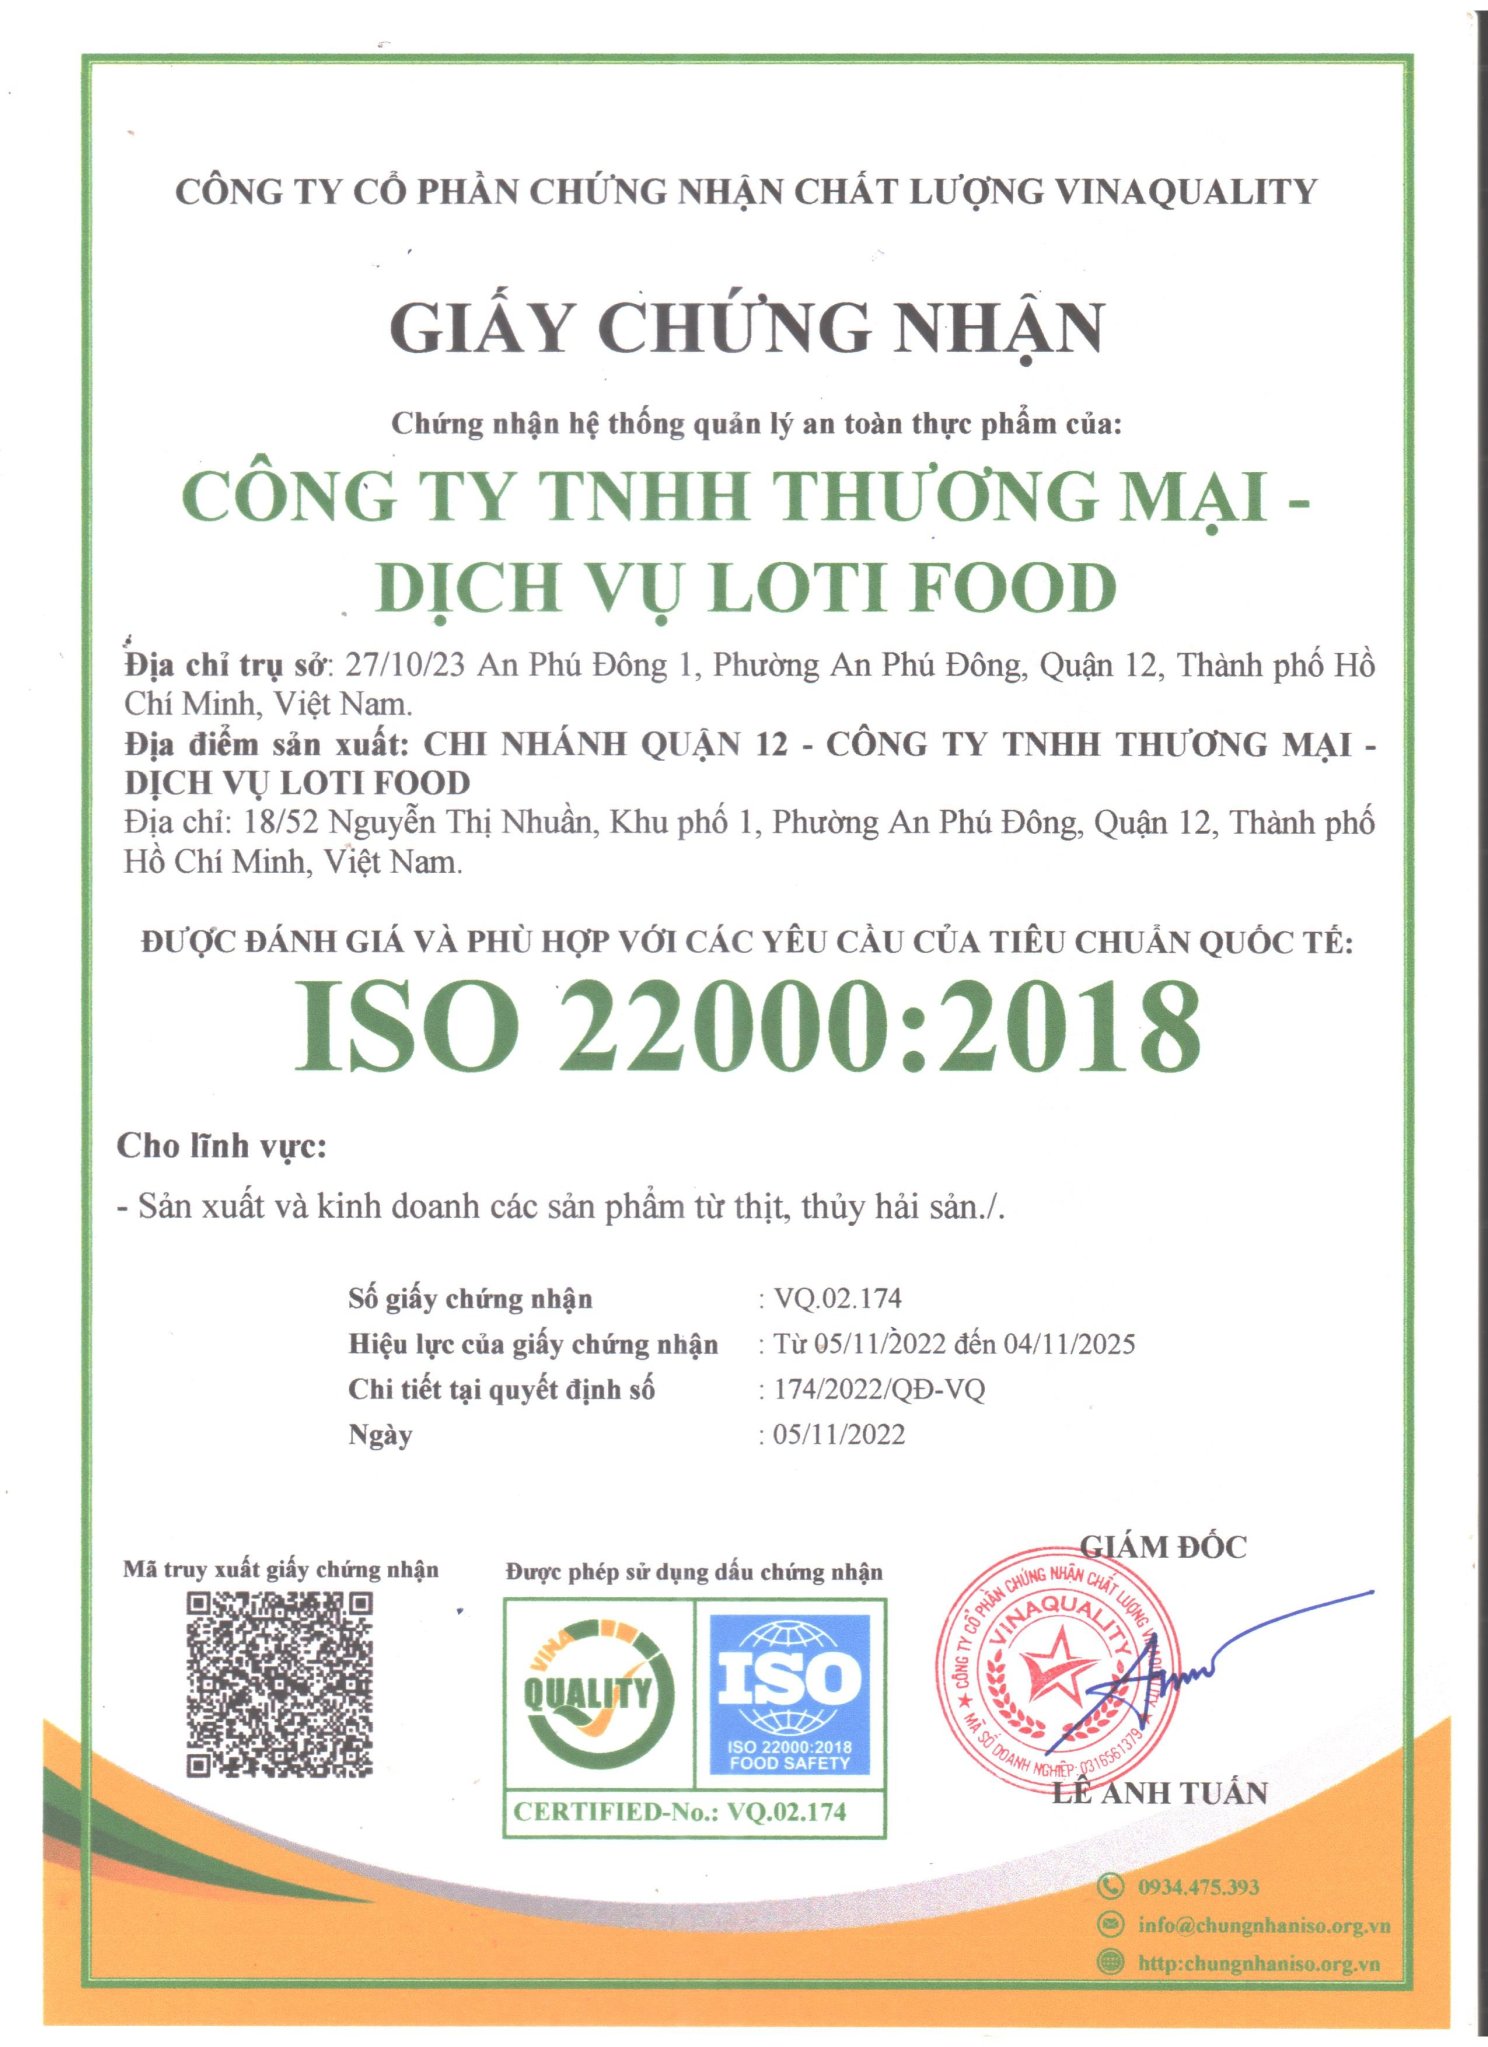 CÔNG TY CỔ PHẦN CHỨNG NHẬN CHẤT LƯỢNG VINAQUALITY
GIẤY CHỨNG NHẬN
Chứng nhận hệ thống quản lý an toàn thực phẩm của:
CÔNG TY TNHH THƯƠNG MẠI -
DỊCH VỤ LOTI FOOD
Địa chỉ trụ sở: 27/10/23 An Phú Đông 1, Phường An Phú Đông, Quận 12, Thành phố Hồ
Chí Minh, Việt Nam.
Địa điểm sản xuất: CHI NHÁNH QUẬN 12 - CÔNG TY TNHH THƯƠNG MẠI -
DỊCH VỤ LOTI FOOD
Địa chỉ: 18/52 Nguyễn Thị Nhuần, Khu phố 1, Phường An Phú Đông, Quận 12, Thành phố
Hồ Chí Minh, Việt Nam.
ĐƯỢC ĐÁNH GIÁ VÀ PHÙ HỢP VỚI CÁC YÊU CẦU CỦA TIÊU CHUẨN QUỐC TẾ:
ISO 22000:2018
Cho lĩnh vực:
- Sản xuất và kinh doanh các sản phẩm từ thịt, thủy hải sản./.
Số giấy chứng nhận : VQ.02.174
Hiệu lực của giấy chứng nhận : Từ 05/11/2022 đến 04/11/2025
Chi tiết tại quyết định số : 174/2022/QĐ-VQ
Ngày : 05/11/2022
Mã truy xuất giấy chứng nhận
Được phép sử dụng dấu chứng nhận
VINA
QUALITY
ISO
ISO 22000:2018
FOOD SAFETY
CERTIFIED-No.: VQ.02.174
GIÁM ĐỐC
CÔNG TY CỔ PHẦN CHỨNG NHẬN CHẤT LƯỢNG VINAQUALITY
VINAQUALITY
MÃ SỐ DOANH NGHIỆP: 0316561379
LÊ ANH TUẤN
0934.475.393
info@chungnhaniso.org.vn
http:chungnhaniso.org.vn